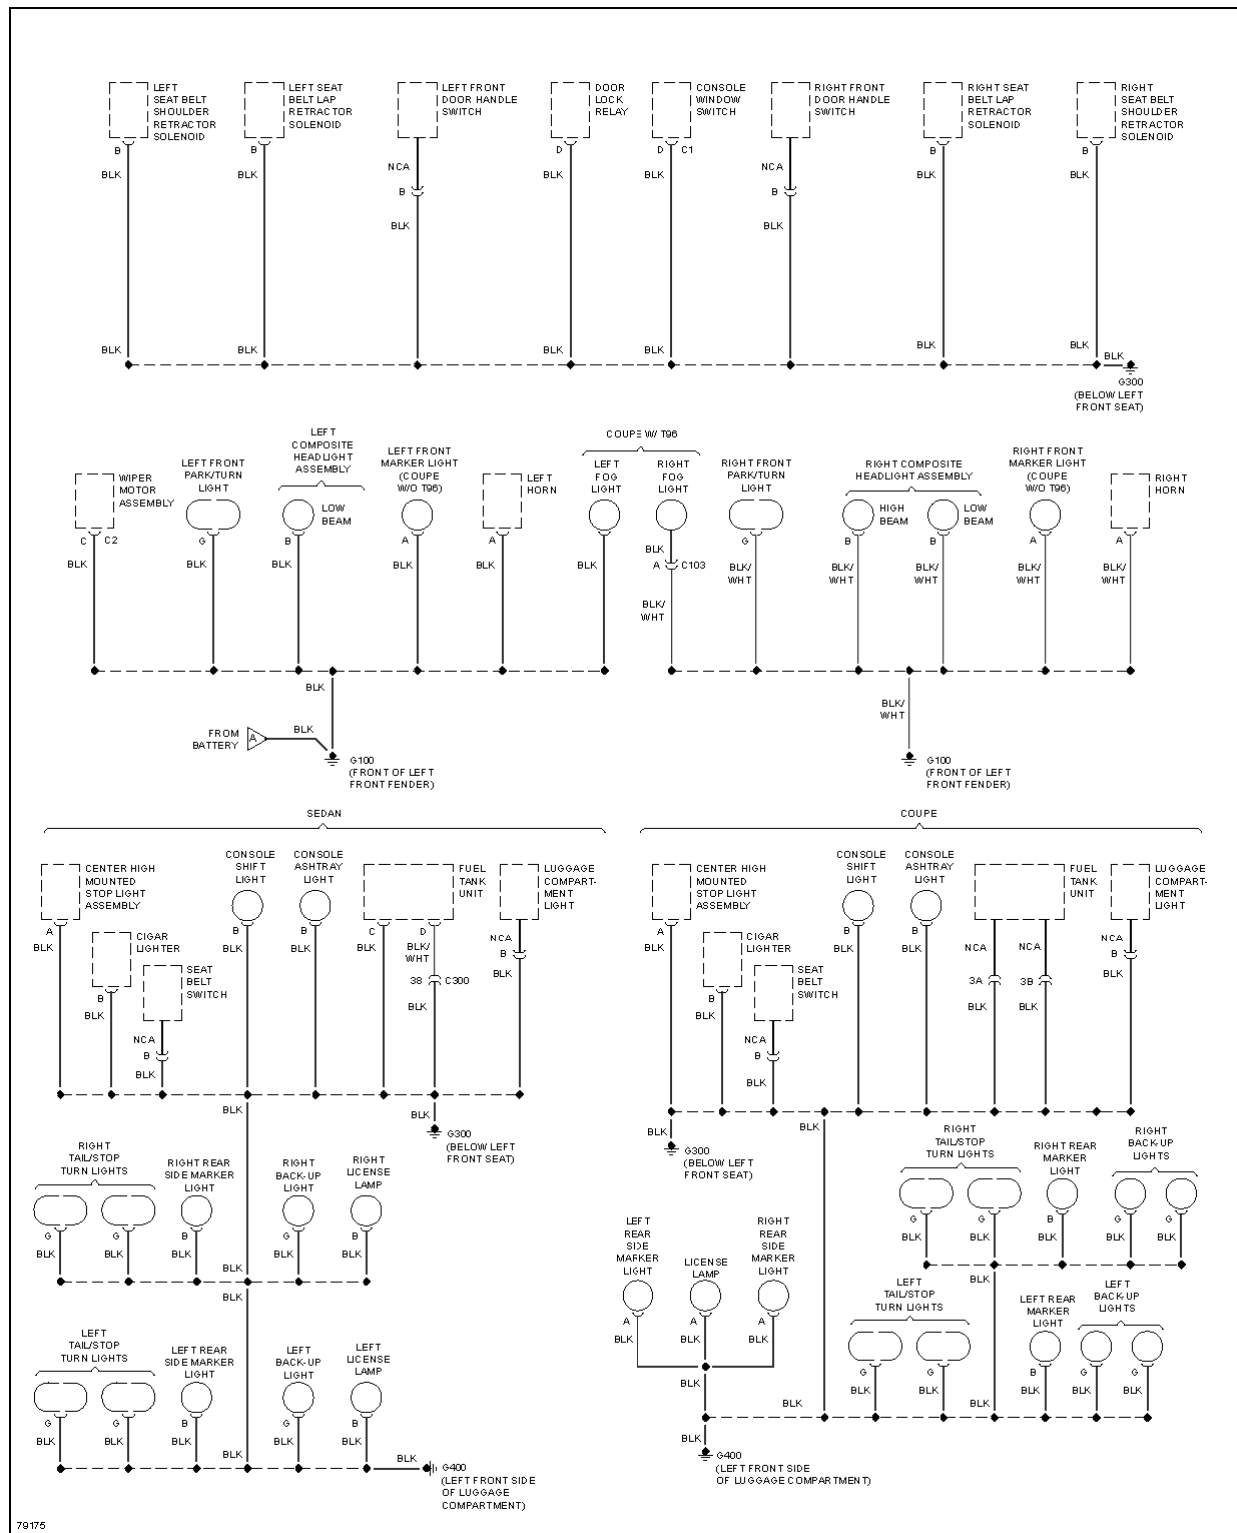 LEFT
SEAT BELT
SHOULDER
RETRACTOR
SOLENOID
LEFT SEAT
BELT LAP
RETRACTOR
SOLENOID
LEFT FRONT
DOOR HANDLE
SWITCH
DOOR
LOCK
RELAY
CONSOLE
WINDOW
SWITCH
RIGHT FRONT
DOOR HANDLE
SWITCH
RIGHT SEAT
BELT LAP
RETRACTOR
SOLENOID
RIGHT
SEAT BELT
SHOULDER
RETRACTOR
SOLENOID
B B D D C1 B B
BLK BLK NCA BLK BLK NCA BLK BLK
B B
BLK BLK
BLK BLK BLK BLK BLK BLK BLK
G300
(BELOW LEFT
FRONT SEAT)
WIPER
MOTOR
ASSEMBLY
LEFT FRONT
PARK/TURN
LIGHT
LEFT
COMPOSITE
HEADLIGHT
ASSEMBLY
LOW
BEAM
LEFT FRONT
MARKER LIGHT
(COUPE
W/O T96)
LEFT
HORN
COUPE W/ T96
LEFT
FOG
LIGHT
RIGHT
FOG
LIGHT
RIGHT FRONT
PARK/TURN
LIGHT
RIGHT COMPOSITE
HEADLIGHT ASSEMBLY
HIGH
BEAM
LOW
BEAM
RIGHT FRONT
MARKER LIGHT
(COUPE
W/O T96)
RIGHT
HORN
C C2 G B A A G B B A A
BLK BLK BLK BLK BLK BLK
BLK
A C103
BLK/
WHT
BLK/
WHT
BLK/
WHT
BLK/
WHT
BLK/
WHT
BLK/
WHT
BLK
FROM
BATTERY
A
BLK
G100
(FRONT OF LEFT
FRONT FENDER)
BLK/
WHT
G100
(FRONT OF LEFT
FRONT FENDER)
SEDAN
CENTER HIGH
MOUNTED
STOP LIGHT
ASSEMBLY
A
BLK
CIGAR
LIGHTER
B
BLK
SEAT
BELT
SWITCH
NCA
B
BLK
CONSOLE
SHIFT
LIGHT
B
BLK
CONSOLE
ASHTRAY
LIGHT
B
BLK
FUEL
TANK
UNIT
C D
BLK
BLK/
WHT
38 C300
BLK
LUGGAGE
COMPART-
MENT
LIGHT
NCA
B
BLK
BLK
BLK
G300
(BELOW LEFT
FRONT SEAT)
RIGHT
TAIL/STOP
TURN LIGHTS
RIGHT REAR
SIDE MARKER
LIGHT
RIGHT
BACK-UP
LIGHT
RIGHT
LICENSE
LAMP
G G B G B
BLK BLK BLK BLK BLK
BLK
BLK
LEFT
TAIL/STOP
TURN LIGHTS
LEFT REAR
SIDE MARKER
LIGHT
LEFT
BACK-UP
LIGHT
LEFT
LICENSE
LAMP
G G B G B
BLK BLK BLK BLK BLK
BLK
BLK
G400
(LEFT FRONT SIDE
OF LUGGAGE
COMPARTMENT)
COUPE
CENTER HIGH
MOUNTED
STOP LIGHT
ASSEMBLY
A
BLK
CIGAR
LIGHTER
B
BLK
SEAT
BELT
SWITCH
NCA
B
BLK
CONSOLE
SHIFT
LIGHT
B
BLK
CONSOLE
ASHTRAY
LIGHT
B
BLK
FUEL
TANK
UNIT
NCA NCA
3A 3B
BLK BLK
LUGGAGE
COMPART-
MENT
LIGHT
NCA
B
BLK
BLK
BLK
G300
(BELOW LEFT
FRONT SEAT)
RIGHT
TAIL/STOP
TURN LIGHTS
RIGHT REAR
MARKER
LIGHT
RIGHT
BACK-UP
LIGHTS
G G B G G
BLK BLK BLK BLK BLK
BLK
LEFT
REAR
SIDE
MARKER
LIGHT
LICENSE
LAMP
RIGHT
REAR
SIDE
MARKER
LIGHT
A A A
BLK BLK BLK
BLK
LEFT
TAIL/STOP
TURN LIGHTS
LEFT REAR
MARKER
LIGHT
LEFT
BACK-UP
LIGHTS
G G B G G
BLK BLK BLK BLK BLK
BLK BLK
BLK
G400
(LEFT FRONT SIDE
OF LUGGAGE COMPARTMENT)
79175